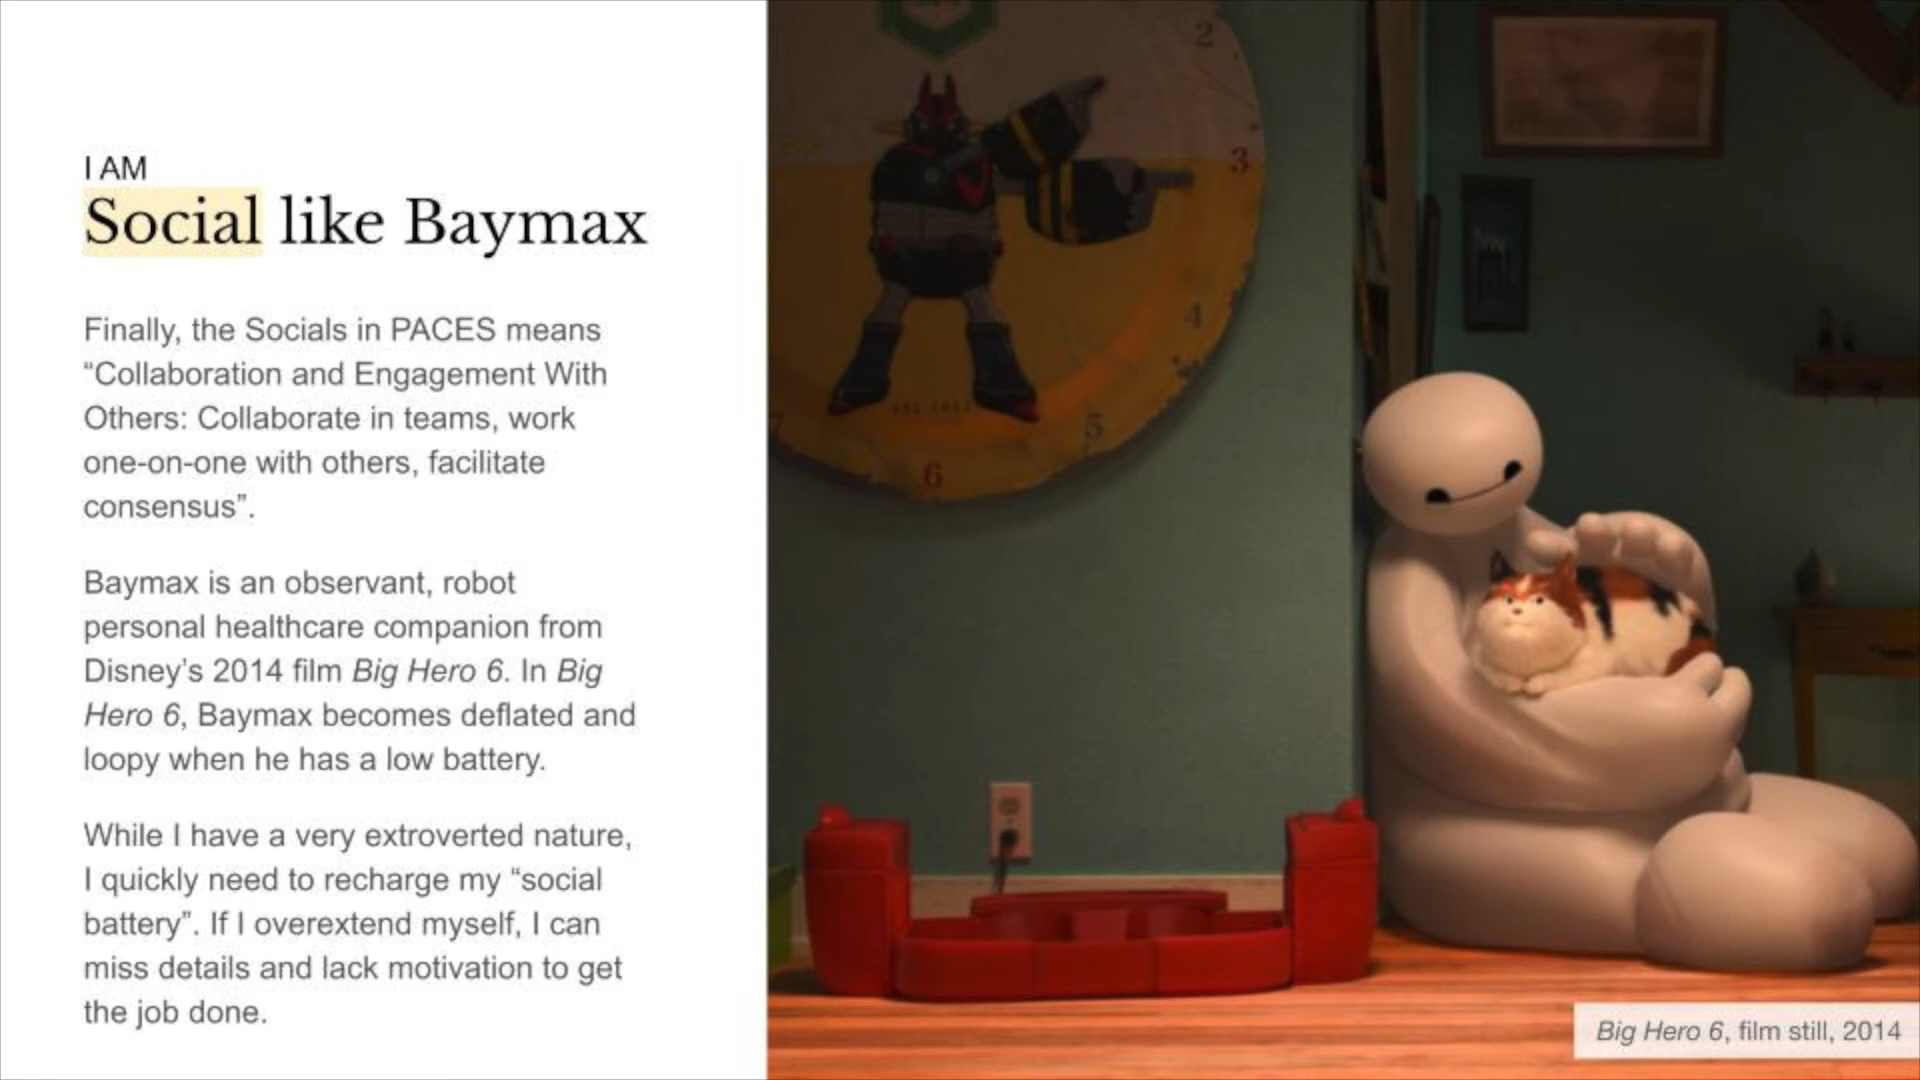 I AM
Social like Baymax
Finally, the Socials in PACES means
“Collaboration and Engagement With
Others: Collaborate in teams, work
one-on-one with others, facilitate
consensus”.
Baymax is an observant, robot
personal healthcare companion from
Disney’s 2014 film Big Hero 6. In Big
Hero 6, Baymax becomes deflated and
loopy when he has a low battery.
While I have a very extroverted nature,
I quickly need to recharge my “social
battery”. If I overextend myself, I can
miss details and lack motivation to get
the job done.
2
3
4
5
6
7
Big Hero 6, film still, 2014